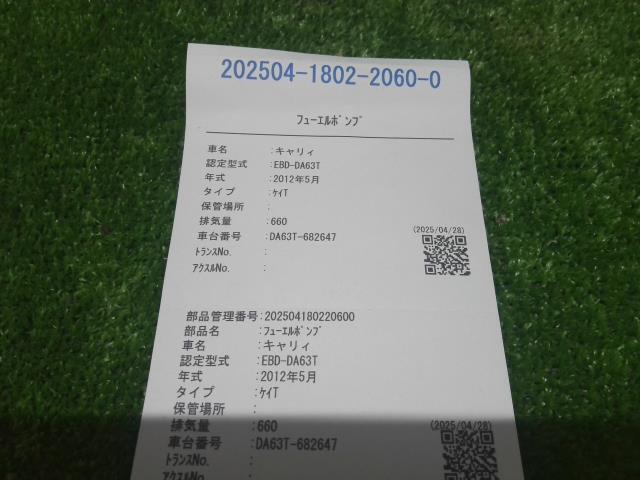 202504-1802-2060-0
ﾌｭｰｴﾙﾎﾟﾝﾌﾟ
車名 :キャリィ
認定型式 :EBD-DA63T
年式 :2012年5月
タイプ :ｹｲT
保管場所 :
排気量 :660
車台番号 :DA63T-682647
(2025/04/28)
ﾄﾗﾝｽNo. :
ｱｸｽﾙNo. :
部品管理番号:202504180220600
部品名 :ﾌｭｰｴﾙﾎﾟﾝﾌﾟ
車名 :キャリィ
認定型式 :EBD-DA63T
年式 :2012年5月
タイプ :ｹｲT
保管場所 :
排気量 :660
(2025/04/28)
車台番号 :DA63T-682647
ﾄﾗﾝｽNo. :
ｱｸｽﾙNo. :